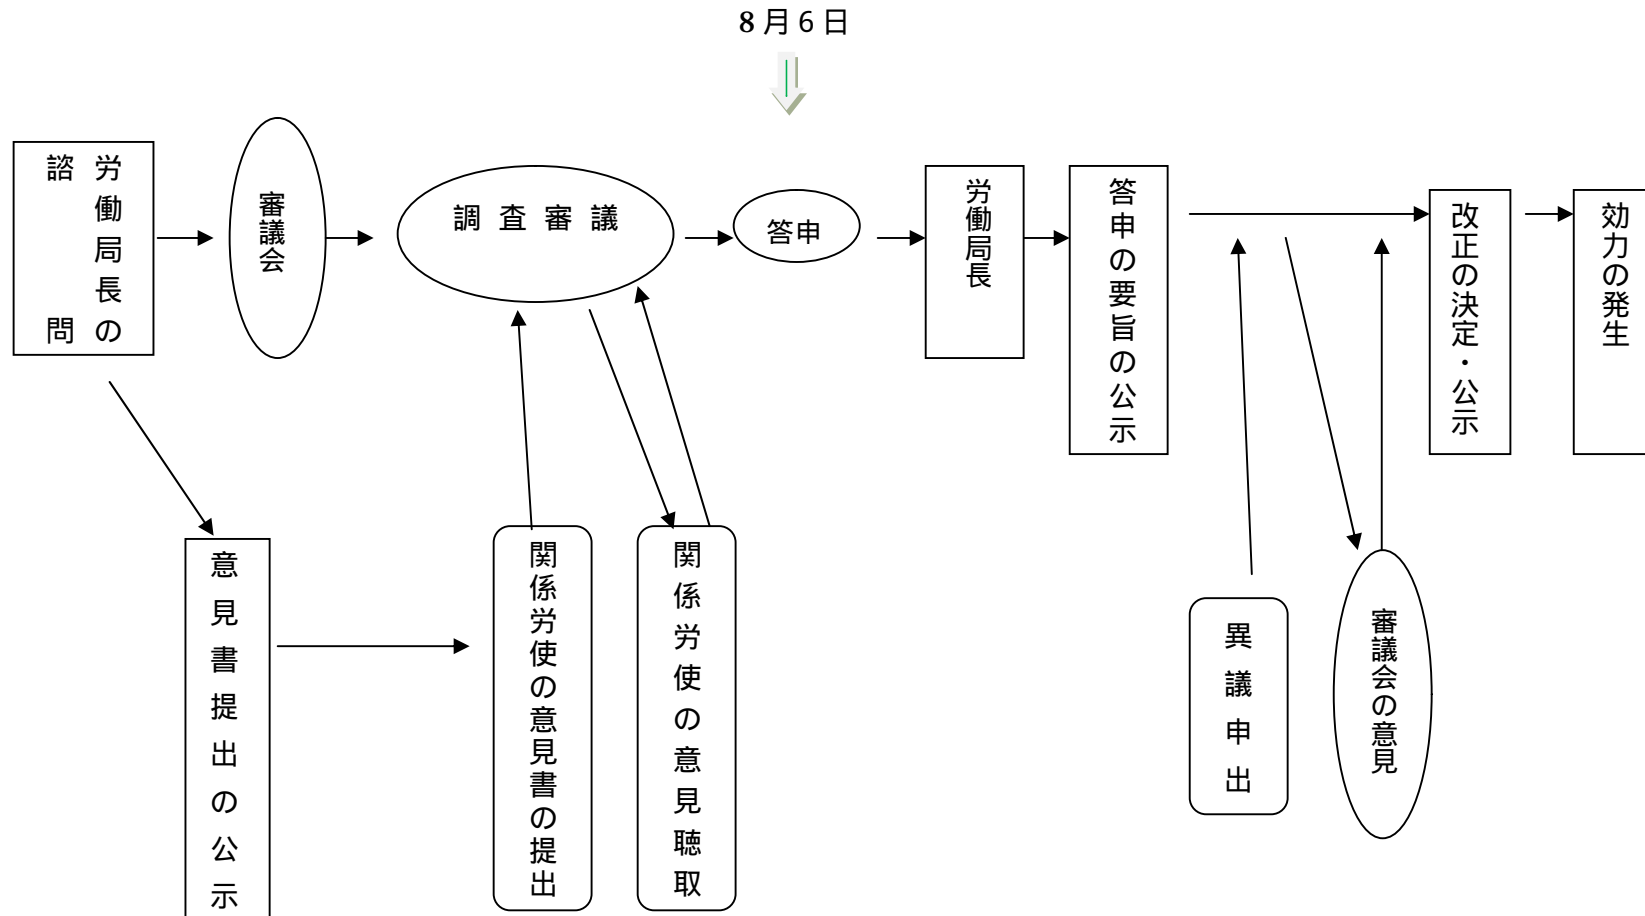 8月6日
労働局長の
諮問
審議会
調査審議
答申
労働局長
答申の要旨の公示
改正の決定・公示
効力の発生
意見書提出の公示
関係労使の意見書の提出
関係労使の意見聴取
異議申出
審議会の意見